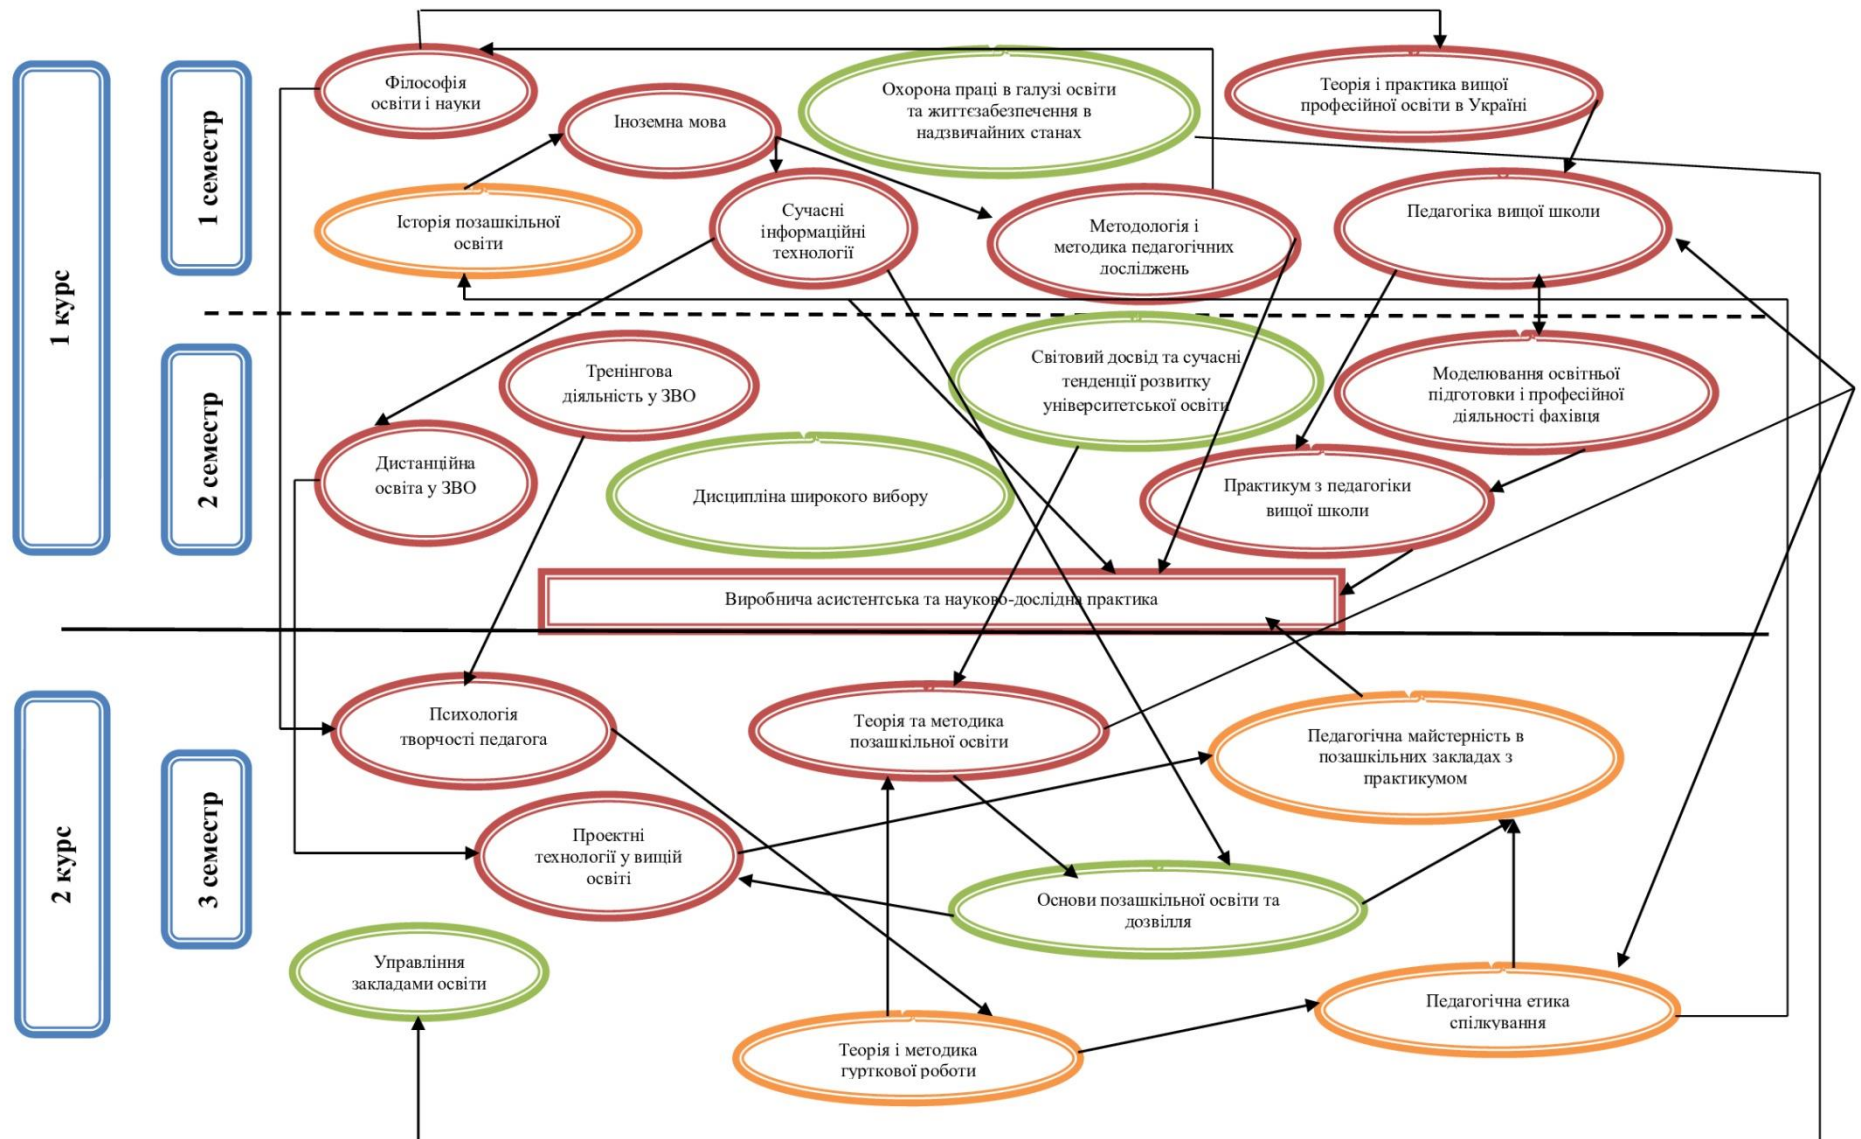 1 курс
1 семестр
Філософія
освіти і науки
Іноземна мова
Охорона праці в галузі освіти
та життєзабезпечення в
надзвичайних станах
Теорія і практика вищої
професійної освіти в Україні
Історія позашкільної
освіти
Сучасні
інформаційні
технології
Методологія і
методика педагогічних
досліджень
Педагогіка вищої школи
2 семестр
Тренінгова
діяльність у ЗВО
Світовий досвід та сучасні
тенденції розвитку
університетської освіти
Моделювання освітньої
підготовки і професійної
діяльності фахівця
Дистанційна
освіта у ЗВО
Дисципліна широкого вибору
Практикум з педагогіки
вищої школи
Виробнича асистентська та науково-дослідна практика
2 курс
3 семестр
Психологія
творчості педагога
Теорія та методика
позашкільної освіти
Педагогічна майстерність в
позашкільних закладах з
практикумом
Проектні
технології у вищій
освіті
Основи позашкільної освіти та
дозвілля
Управління
закладами освіти
Теорія і методика
гурткової роботи
Педагогічна етика
спілкування